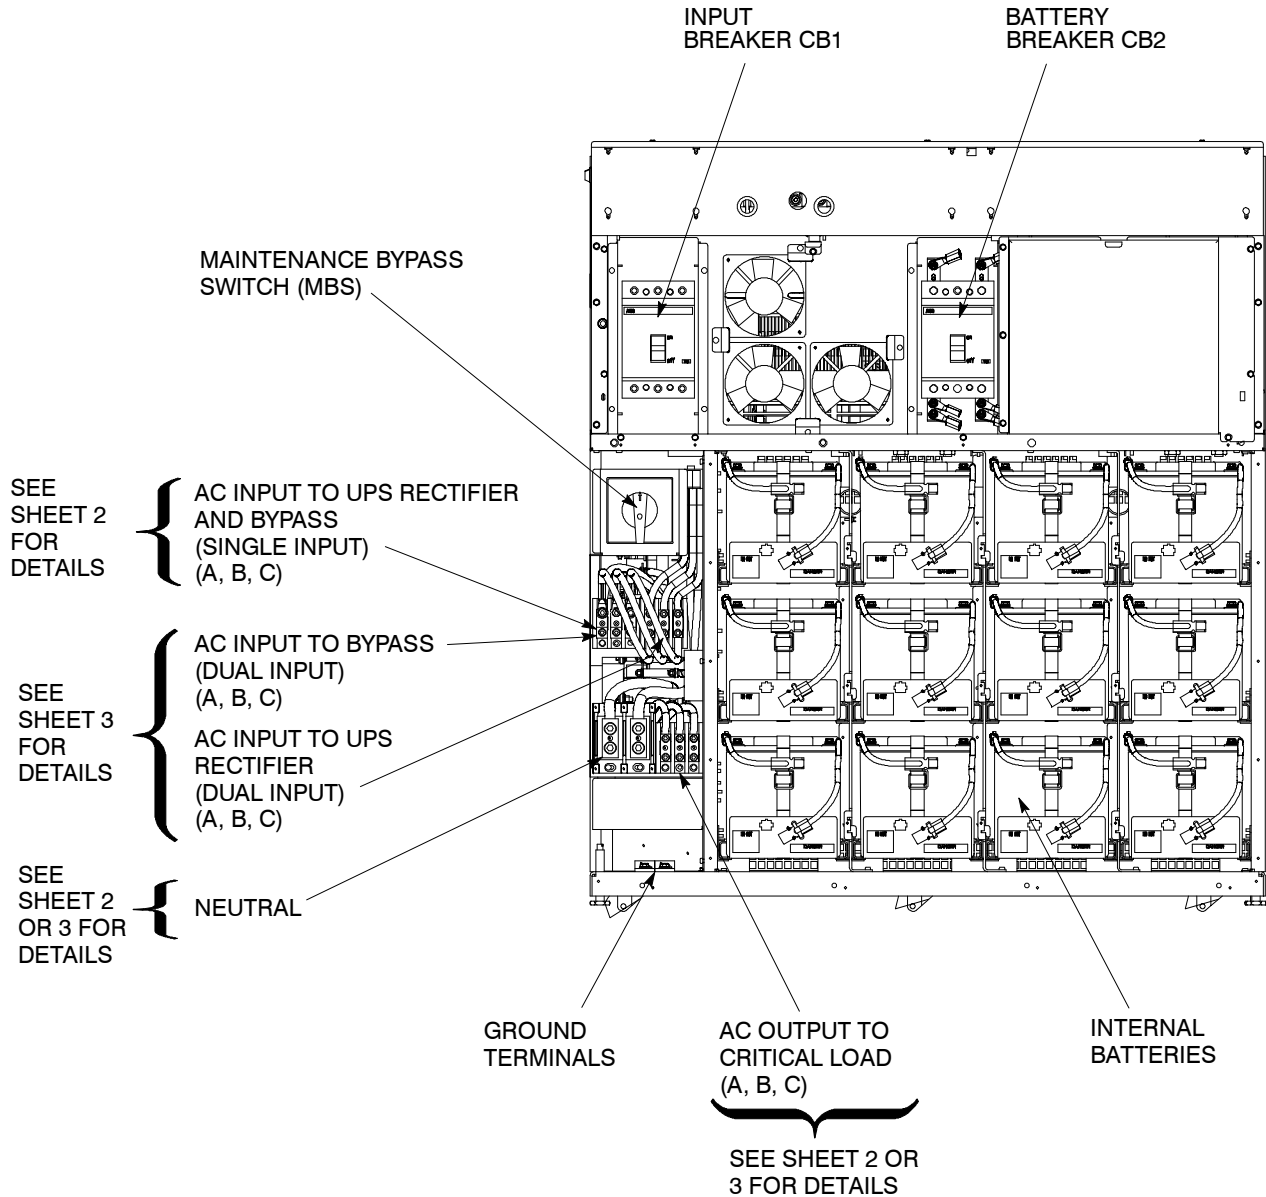 INPUT
BREAKER CB1
BATTERY
BREAKER CB2
MAINTENANCE BYPASS
SWITCH (MBS)
SEE
SHEET 2
FOR
DETAILS
AC INPUT TO UPS RECTIFIER
AND BYPASS
(SINGLE INPUT)
(A, B, C)
SEE
SHEET 3
FOR
DETAILS
AC INPUT TO BYPASS
(DUAL INPUT)
(A, B, C)
AC INPUT TO UPS
RECTIFIER
(DUAL INPUT)
(A, B, C)
SEE
SHEET 2
OR 3 FOR
DETAILS
NEUTRAL
GROUND
TERMINALS
AC OUTPUT TO
CRITICAL LOAD
(A, B, C)
SEE SHEET 2 OR
3 FOR DETAILS
INTERNAL
BATTERIES